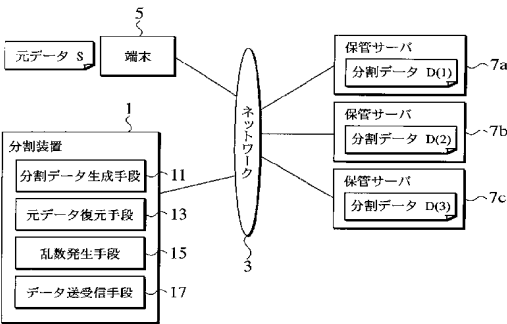 元データ S
端末
5
1
分割装置
分割データ生成手段
11
元データ復元手段
13
乱数発生手段
15
データ送受信手段
17
ネットワーク
3
保管サーバ
分割データ D(1)
7a
保管サーバ
分割データ D(2)
7b
保管サーバ
分割データ D(3)
7c